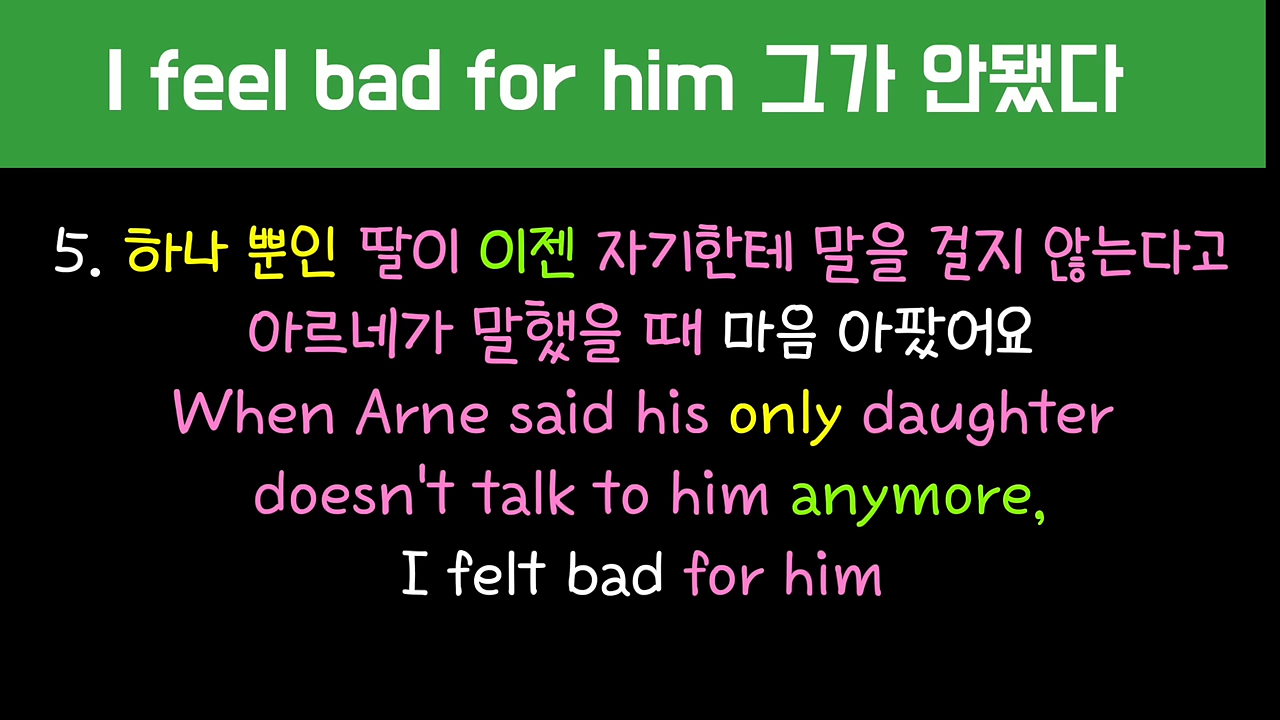 I feel bad for him 그가 안됐다
5. 하나 뿐인 딸이 이젠 자기한테 말을 걸지 않는다고
아르네가 말했을 때 마음 아팠어요
When Arne said his only daughter
doesn't talk to him anymore,
I felt bad for him